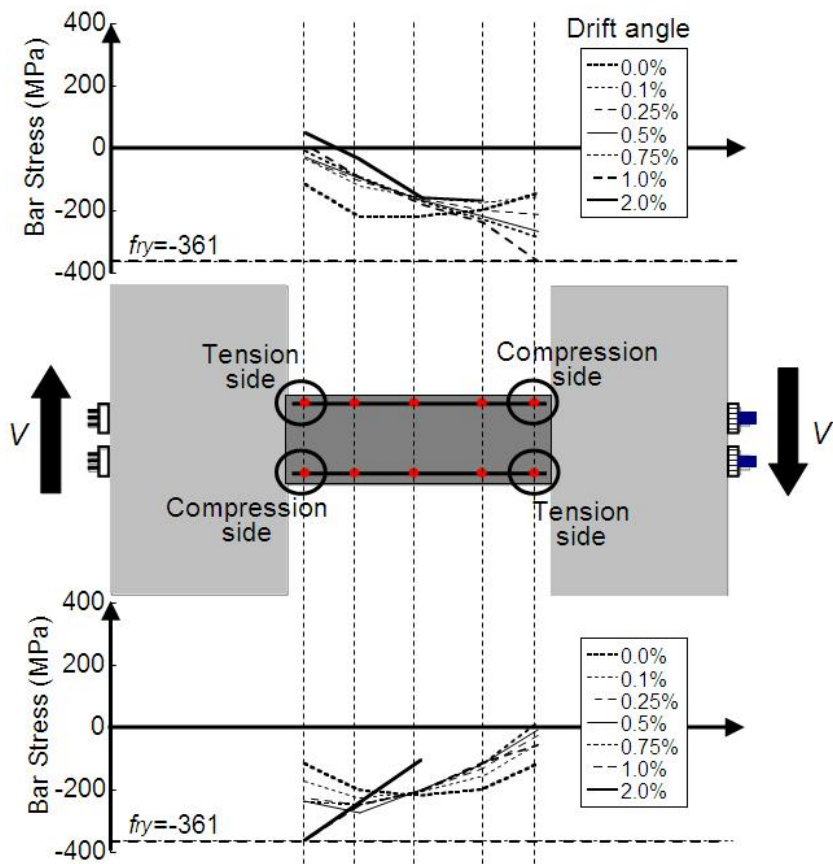 400
200
0
-200
-400
Bar Stress (MPa)
fry=-361
Drift angle
0.0%
0.1%
0.25%
0.5%
0.75%
1.0%
2.0%
Tension
side
Compression
side
V
V
Compression
side
Tension
side
400
200
0
-200
-400
Bar Stress (MPa)
fry=-361
0.0%
0.1%
0.25%
0.5%
0.75%
1.0%
2.0%